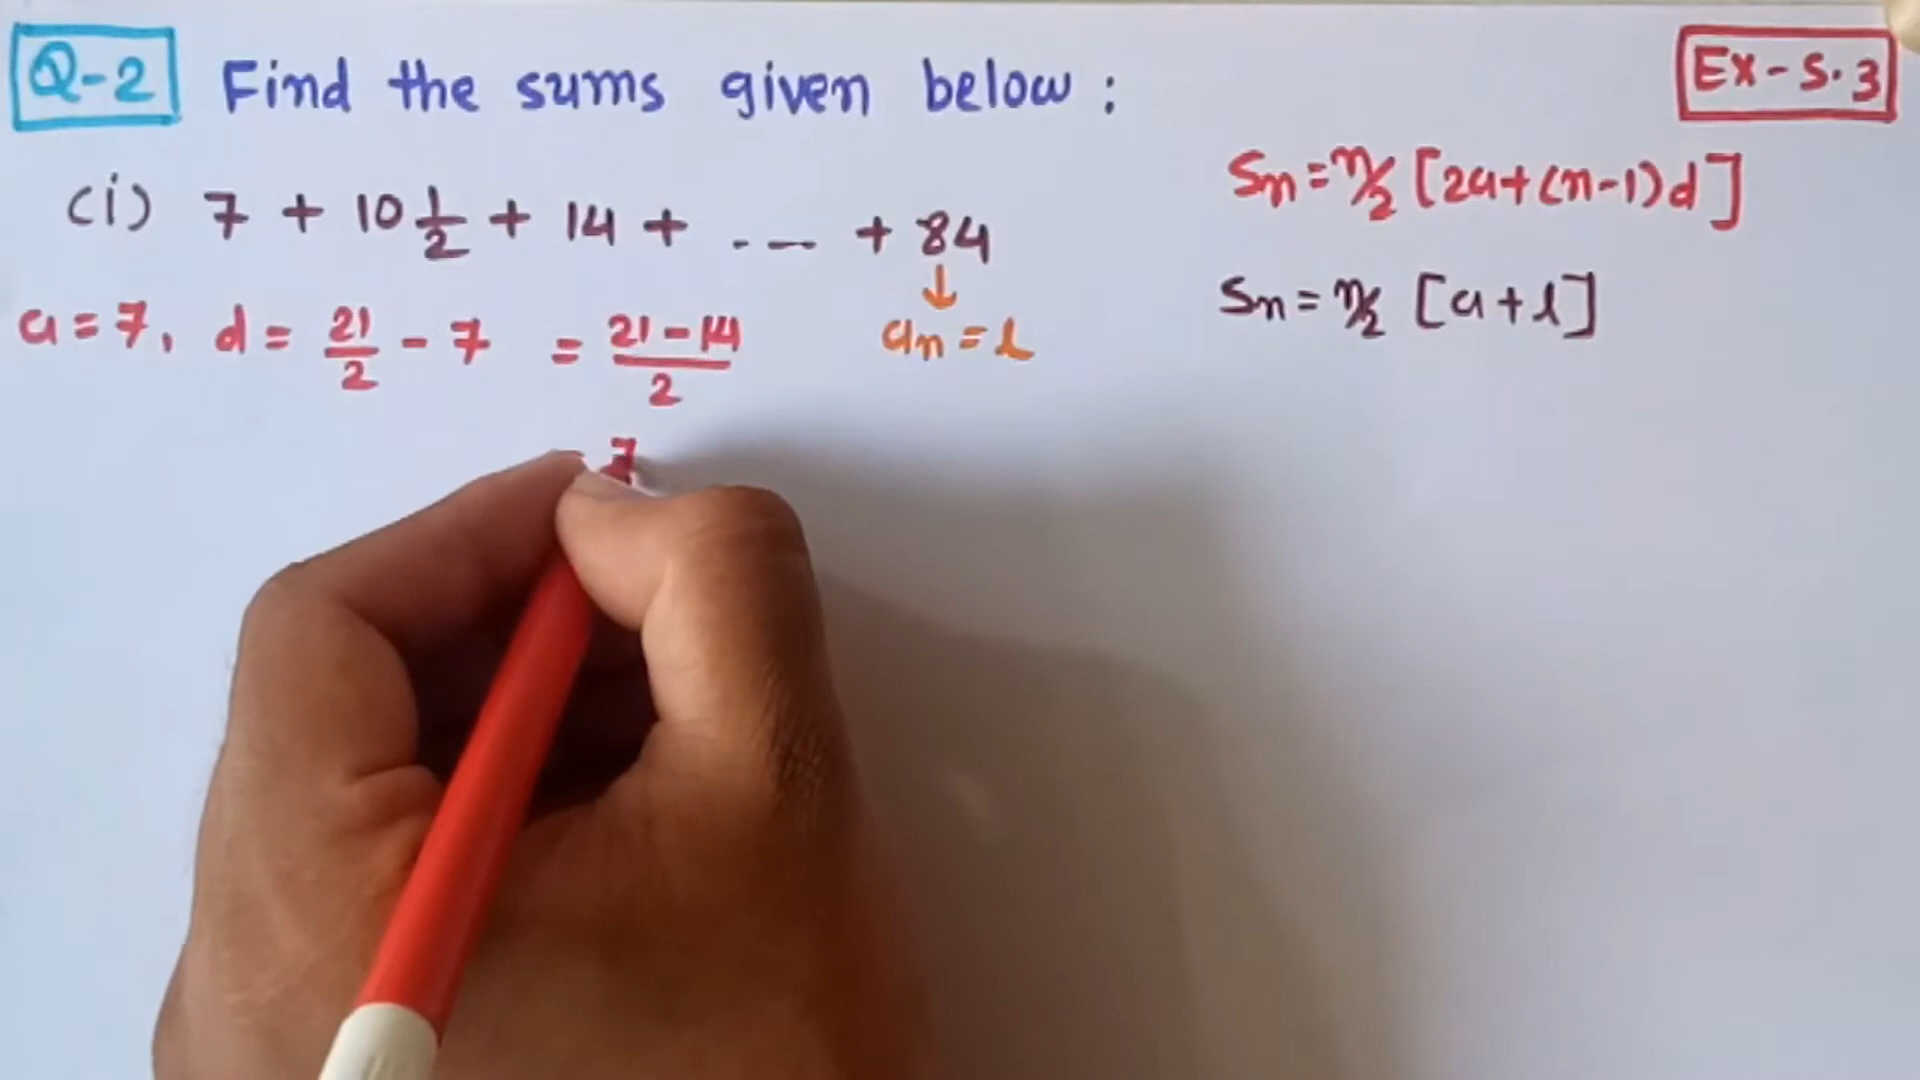 Q-2 Find the sums given below :
Ex-5.3
(i) 7 + 10 1/2 + 14 + ... + 84
↓
an = l
Sn = n/2 [2a+(n-1)d]
Sn = n/2 [a+l]
a = 7, d = 21/2 - 7 = 21-14/2
7